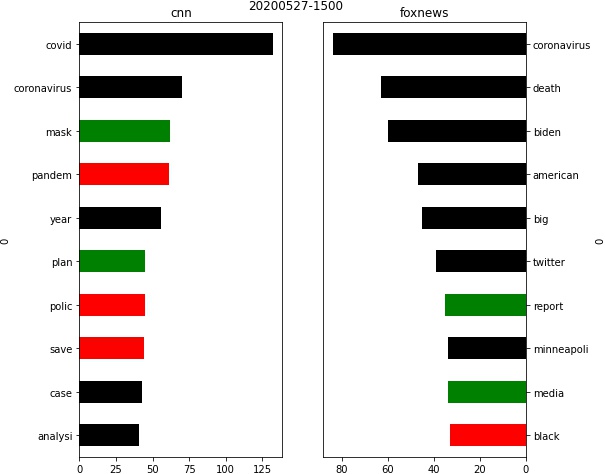 20200527-1500
cnn
foxnews
covid
coronavirus
mask
pandem
year
plan
polic
save
case
analysi
0
0 25 50 75 100 125
coronavirus
death
biden
american
big
twitter
report
minneapoli
media
black
0
80 60 40 20 0